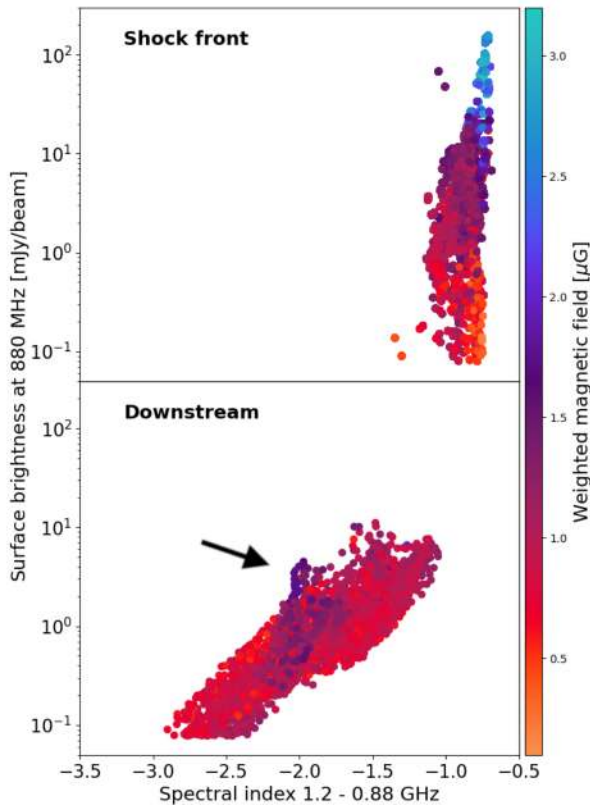 Shock front
10²
10¹
10⁰
10⁻¹
Downstream
10²
10¹
10⁰
10⁻¹
Surface brightness at 880 MHz [mJy/beam]
−3.5 −3.0 −2.5 −2.0 −1.5 −1.0 −0.5
Spectral index 1.2 - 0.88 GHz
3.0
2.5
2.0
1.5
1.0
0.5
Weighted magnetic field [μG]